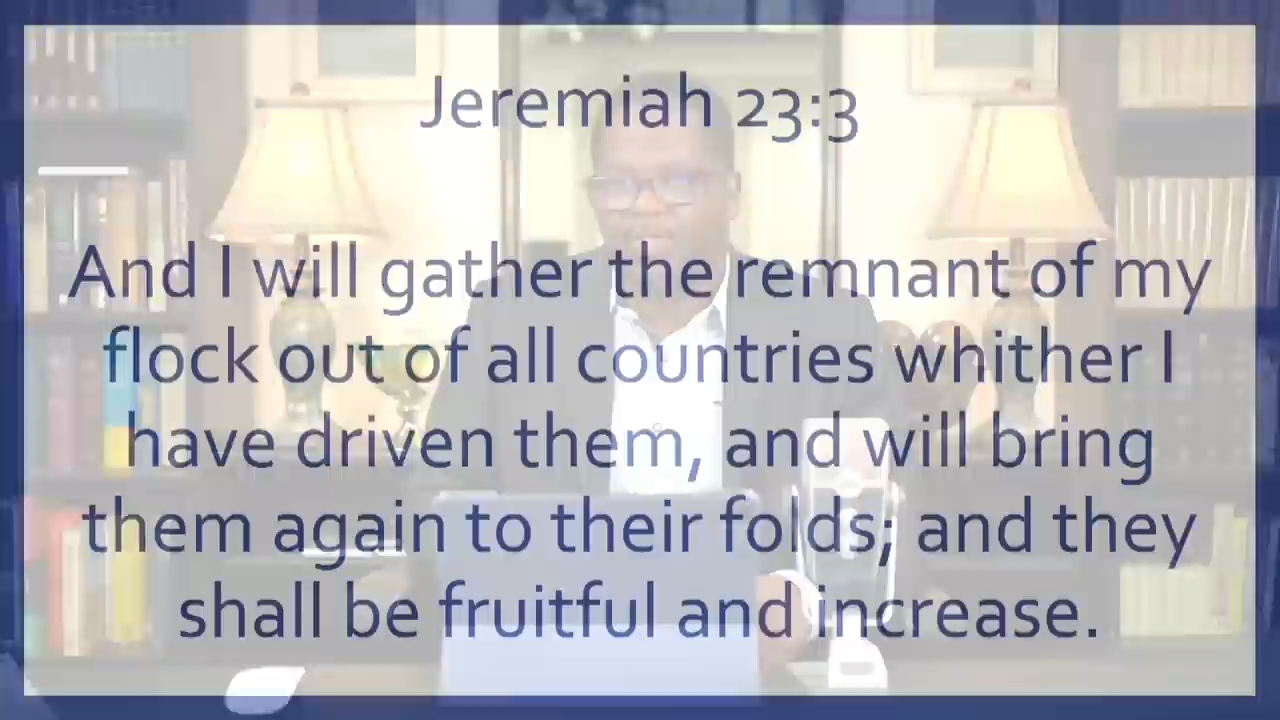 Jeremiah 23:3
And I will gather the remnant of my
flock out of all countries whither I
have driven them, and will bring
them again to their folds; and they
shall be fruitful and increase.